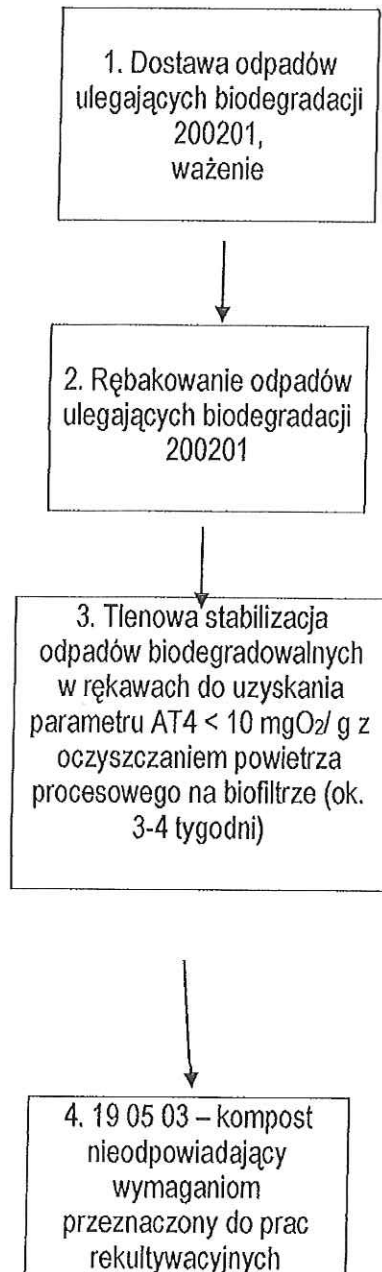 1. Dostawa odpadów
ulegających biodegradacji
200201,
ważenie
2. Rębakowanie odpadów
ulegających biodegradacji
200201
3. Tlenowa stabilizacja
odpadów biodegradowalnych
w rękawach do uzyskania
parametru AT4 < 10 mgO2/ g z
oczyszczaniem powietrza
procesowego na biofiltrze (ok.
3-4 tygodni)
4. 19 05 03 – kompost
nieodpowiadający
wymaganiom
przeznaczony do prac
rekultywacyjnych